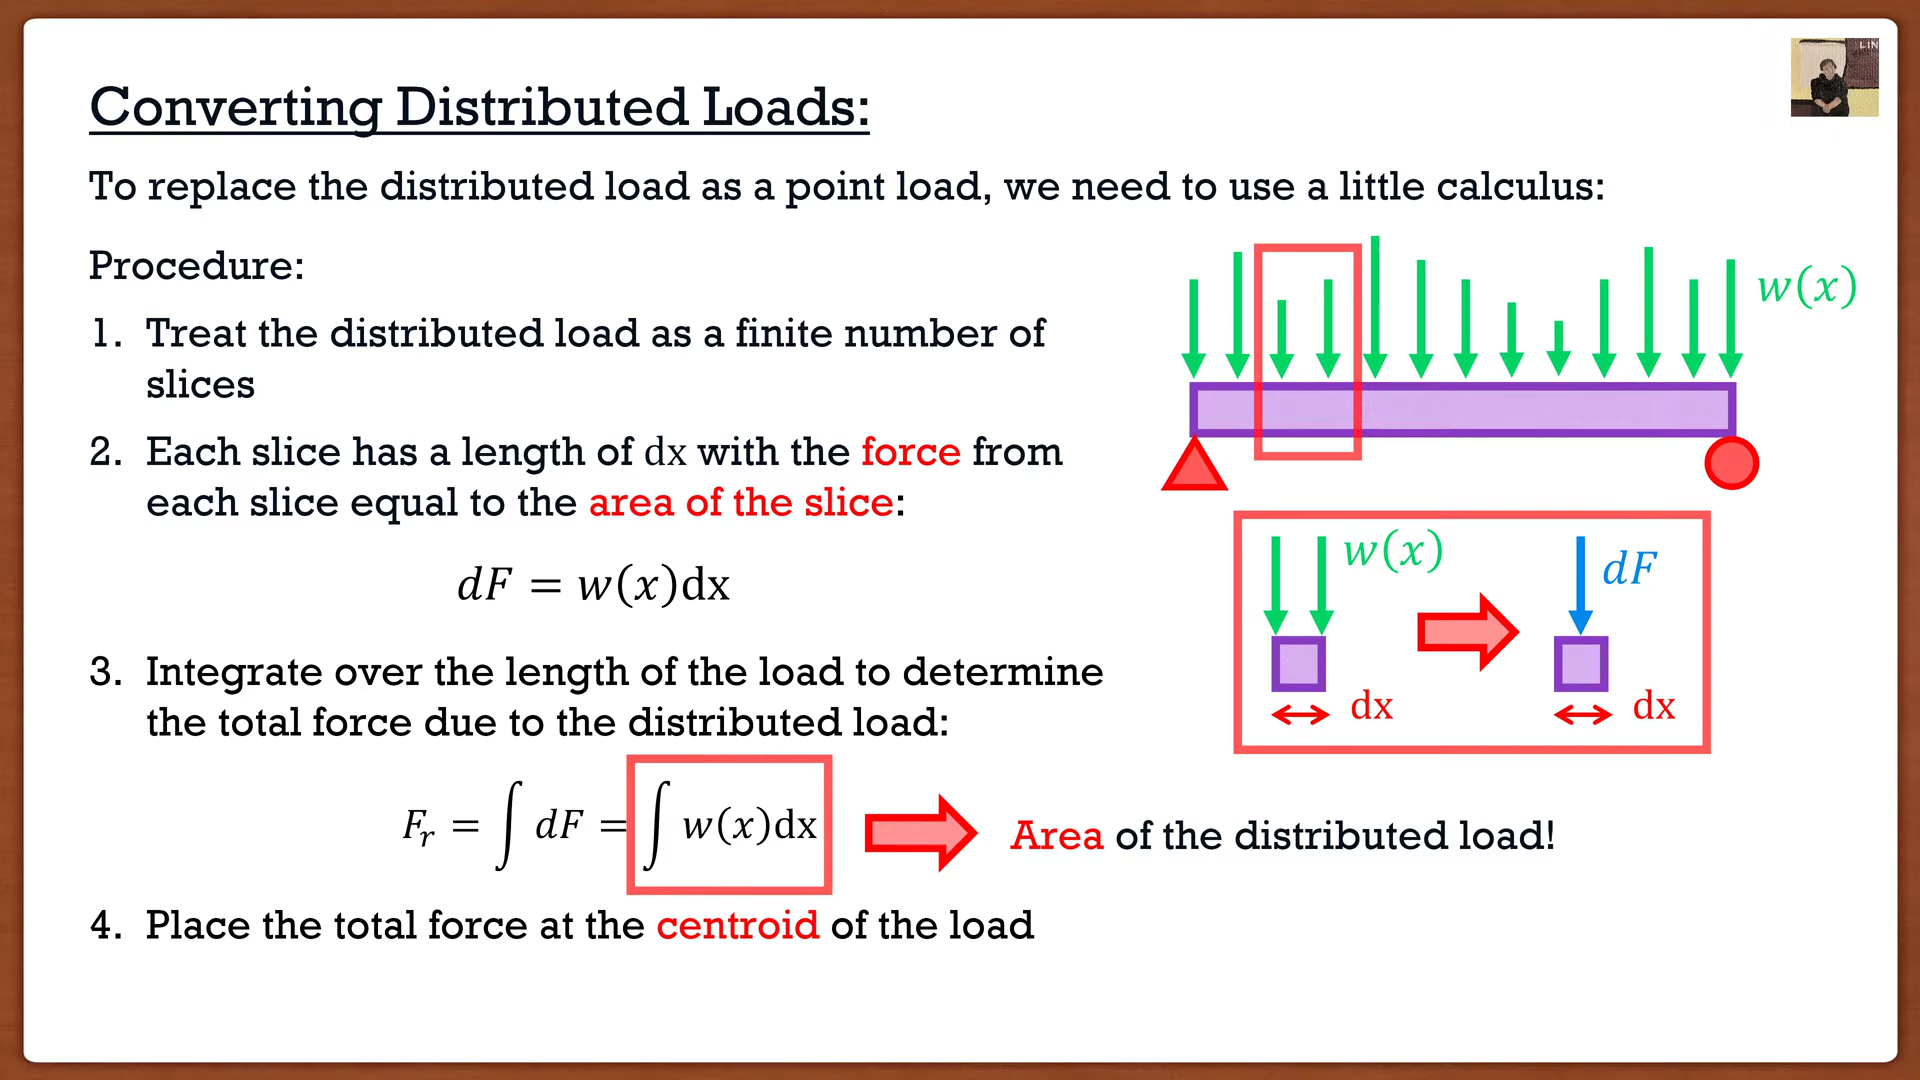 LIN
Converting Distributed Loads:
To replace the distributed load as a point load, we need to use a little calculus:
Procedure:
1. Treat the distributed load as a finite number of
slices
2. Each slice has a length of dx with the force from
each slice equal to the area of the slice:
dF = w(x)dx
3. Integrate over the length of the load to determine
the total force due to the distributed load:
F_r = ∫ dF = ∫ w(x)dx
Area of the distributed load!
4. Place the total force at the centroid of the load
w(x)
w(x)
dF
dx
dx